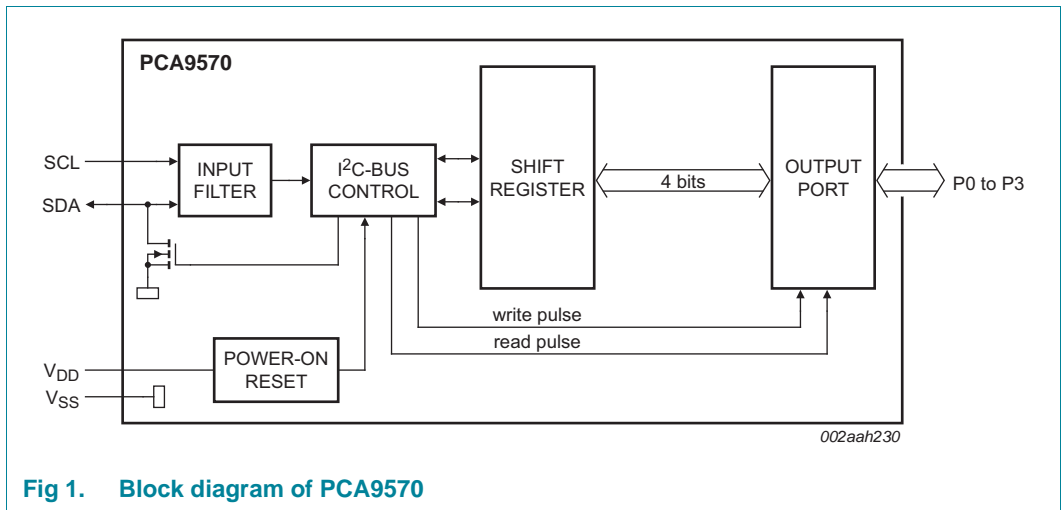 PCA9570
SCL
SDA
INPUT
FILTER
I²C-BUS
CONTROL
SHIFT
REGISTER
4 bits
OUTPUT
PORT
P0 to P3
write pulse
read pulse
POWER-ON
RESET
VDD
VSS
002aah230
Fig 1. Block diagram of PCA9570